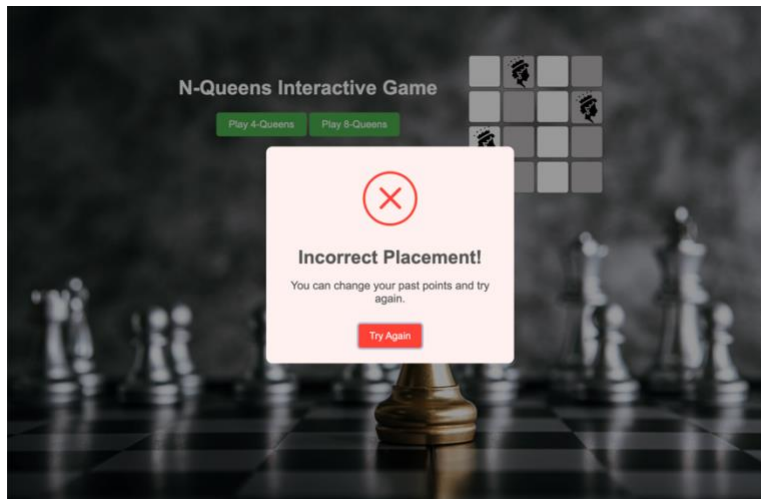 N-Queens Interactive Game
Play 4-Queens
Play 8-Queens
Incorrect Placement!
You can change your past points and try
again.
Try Again